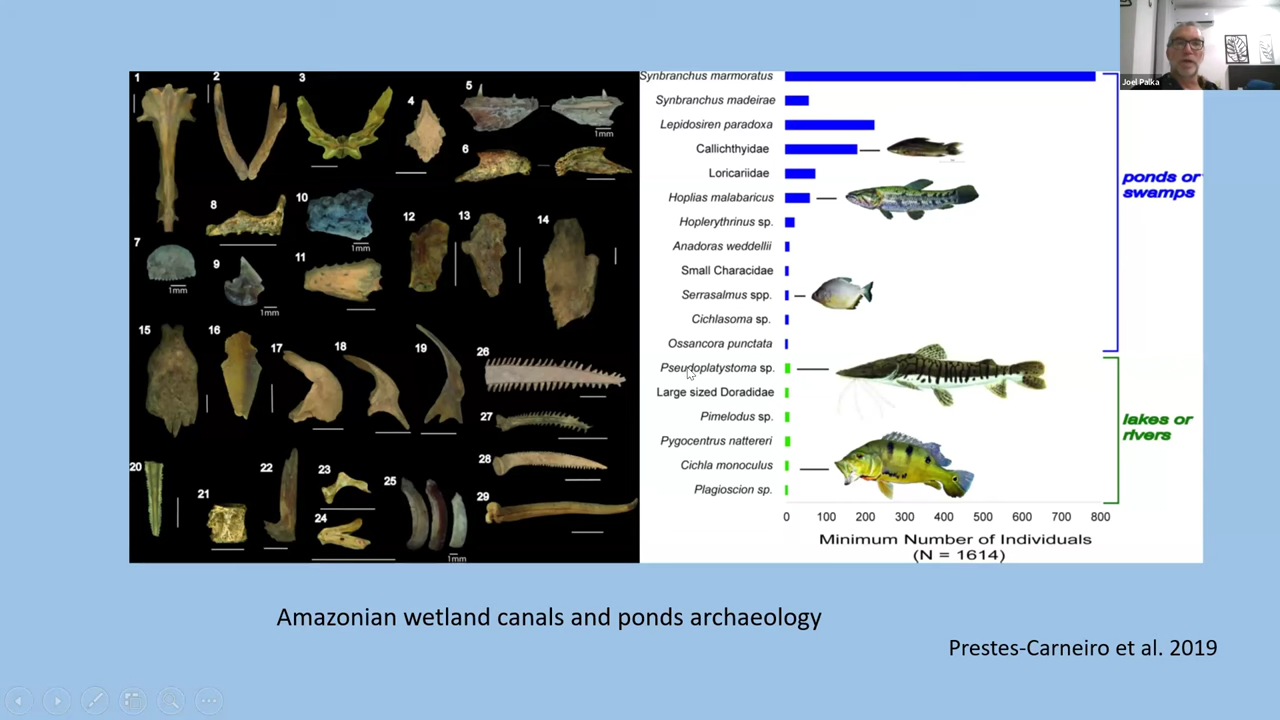 Joel Palka
1
2
3
4
5
1mm
6
7
1mm
8
9
1mm
10
1mm
11
12
13
14
15
16
17
18
19
20
21
22
23
24
25
1mm
26
27
28
29
Synbranchus marmoratus
Synbranchus madeirae
Lepidosiren paradoxa
Callichthyidae
Loricariidae
Hoplias malabaricus
Hoplerythrinus sp.
Anadoras weddellii
Small Characidae
Serrasalmus spp.
Cichlasoma sp.
Ossancora punctata
Pseudoplatystoma sp.
Large sized Doradidae
Pimelodus sp.
Pygocentrus nattereri
Cichla monoculus
Plagioscion sp.
ponds or
swamps
lakes or
rivers
0 100 200 300 400 500 600 700 800
Minimum Number of Individuals
(N = 1614)
Amazonian wetland canals and ponds archaeology
Prestes-Carneiro et al. 2019